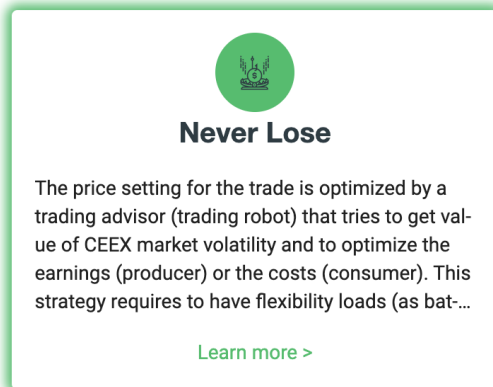 $
Never Lose
The price setting for the trade is optimized by a
trading advisor (trading robot) that tries to get val-
ue of CEEX market volatility and to optimize the
earnings (producer) or the costs (consumer). This
strategy requires to have flexibility loads (as bat-...
Learn more >